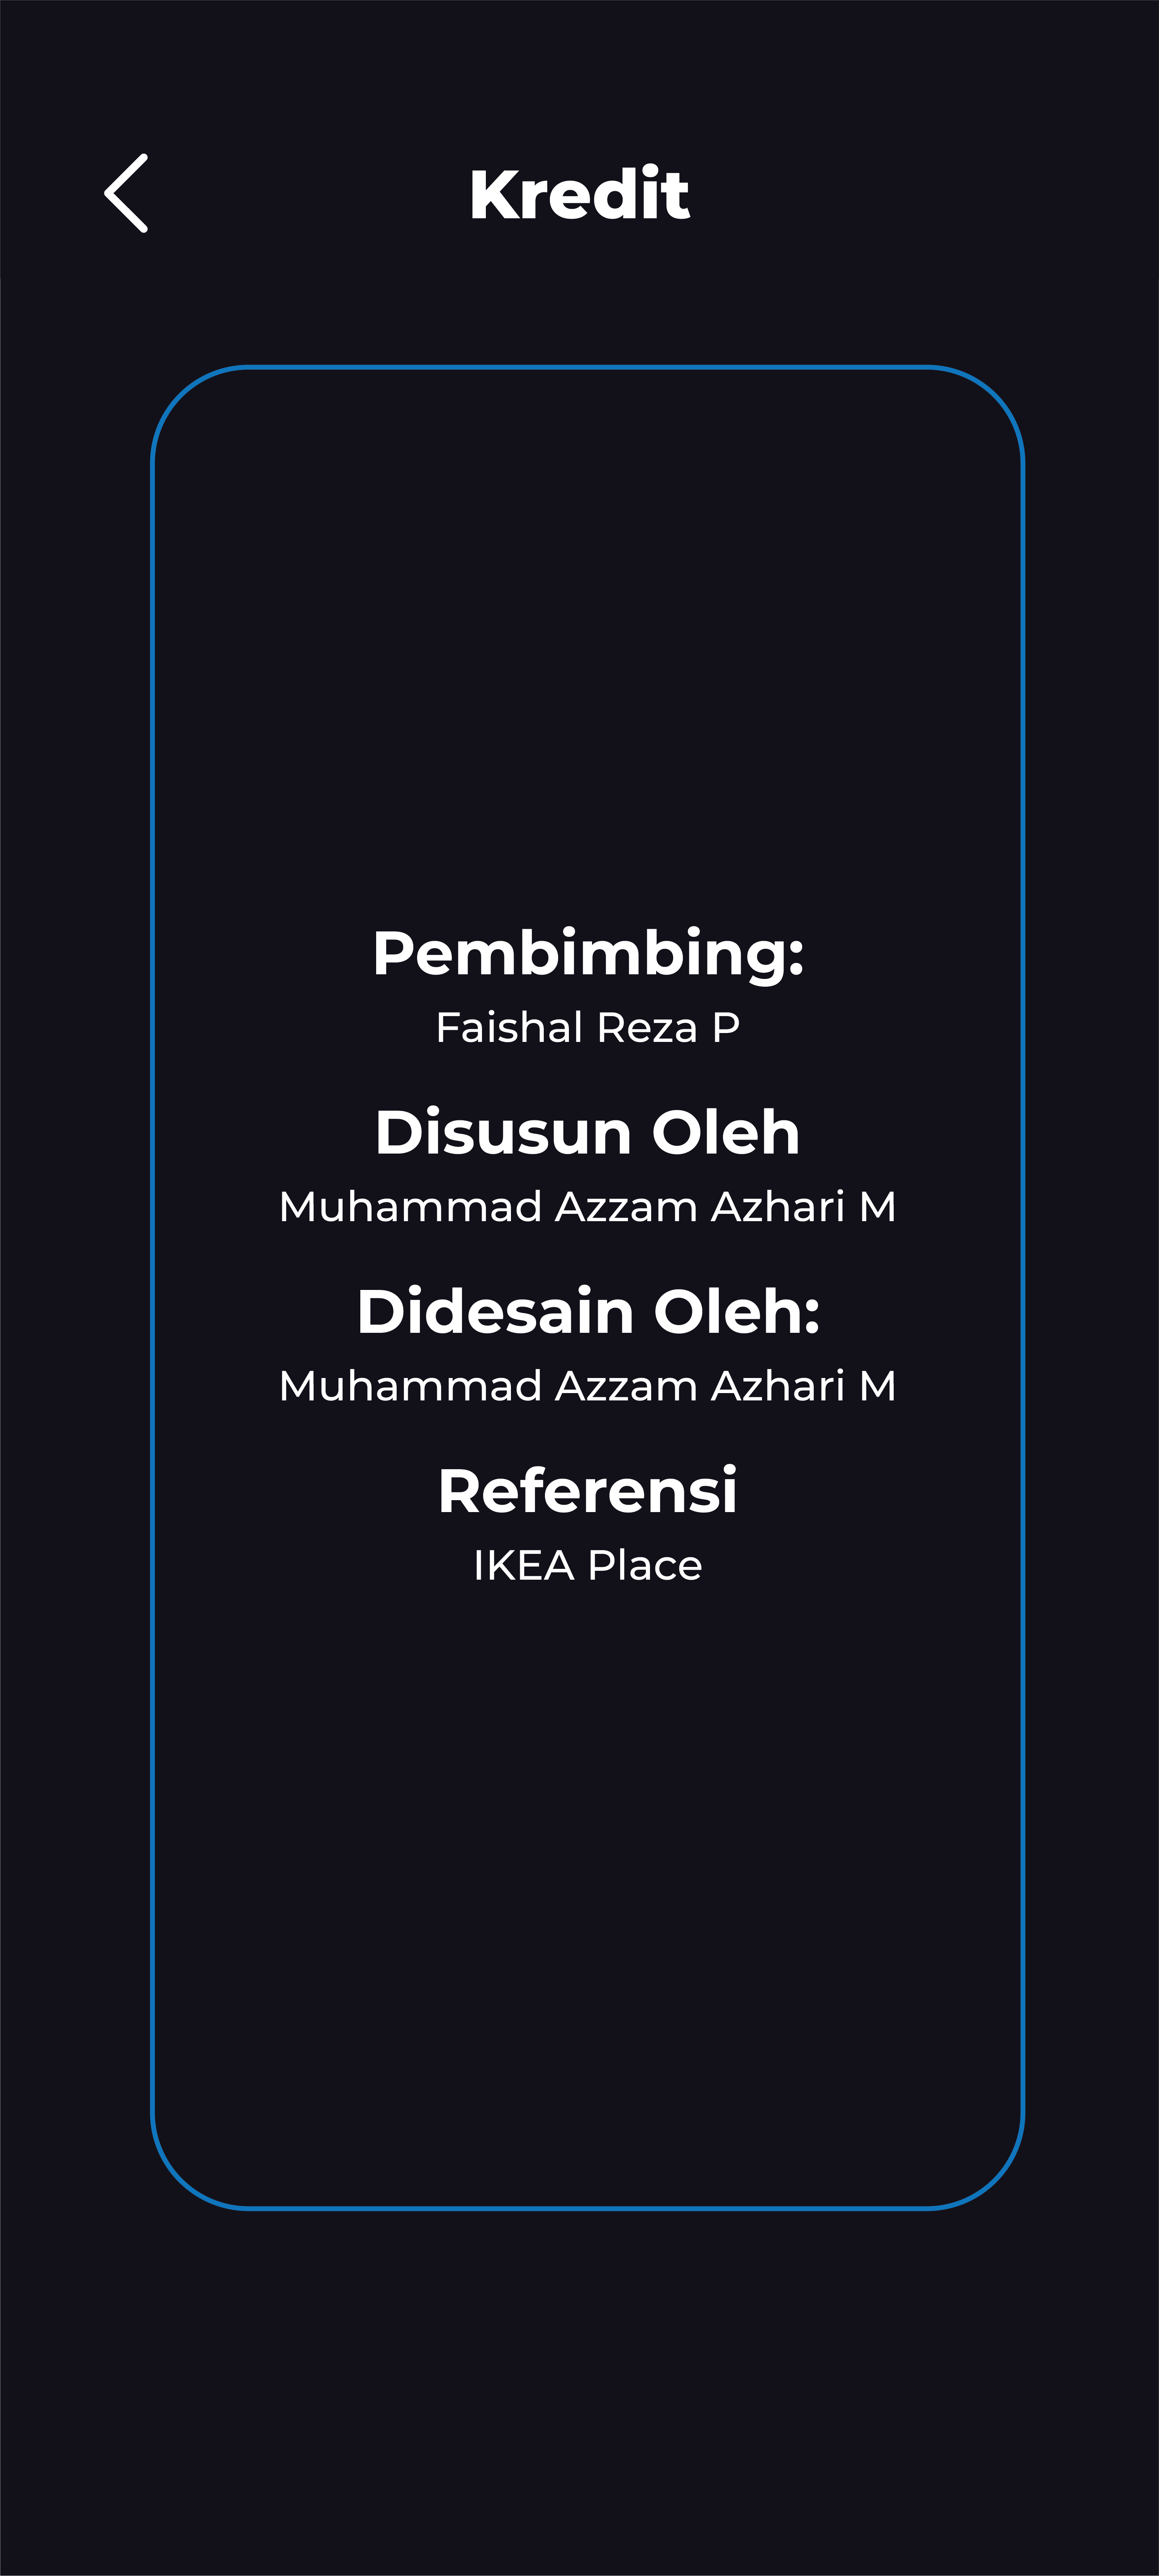 Kredit
Pembimbing:
Faishal Reza P
Disusun Oleh
Muhammad Azzam Azhari M
Didesain Oleh:
Muhammad Azzam Azhari M
Referensi
IKEA Place